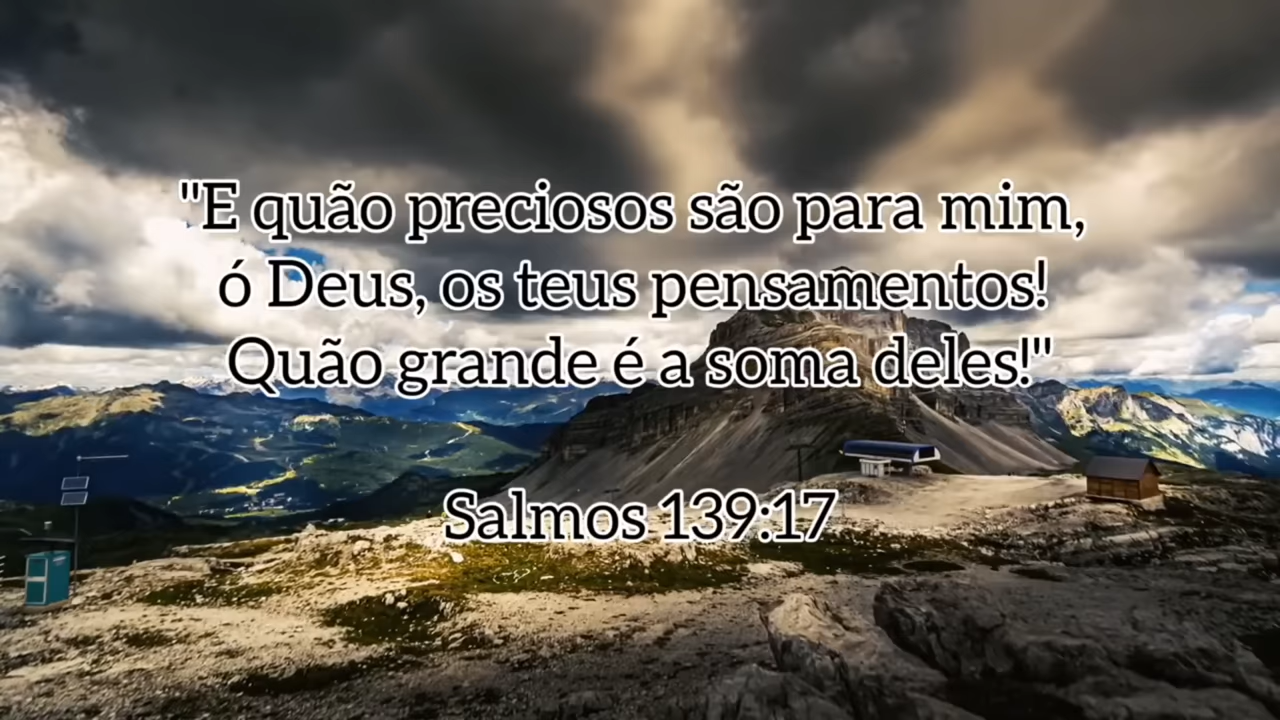 "E quão preciosos são para mim,
ó Deus, os teus pensamentos!
Quão grande é a soma deles!"
Salmos 139:17